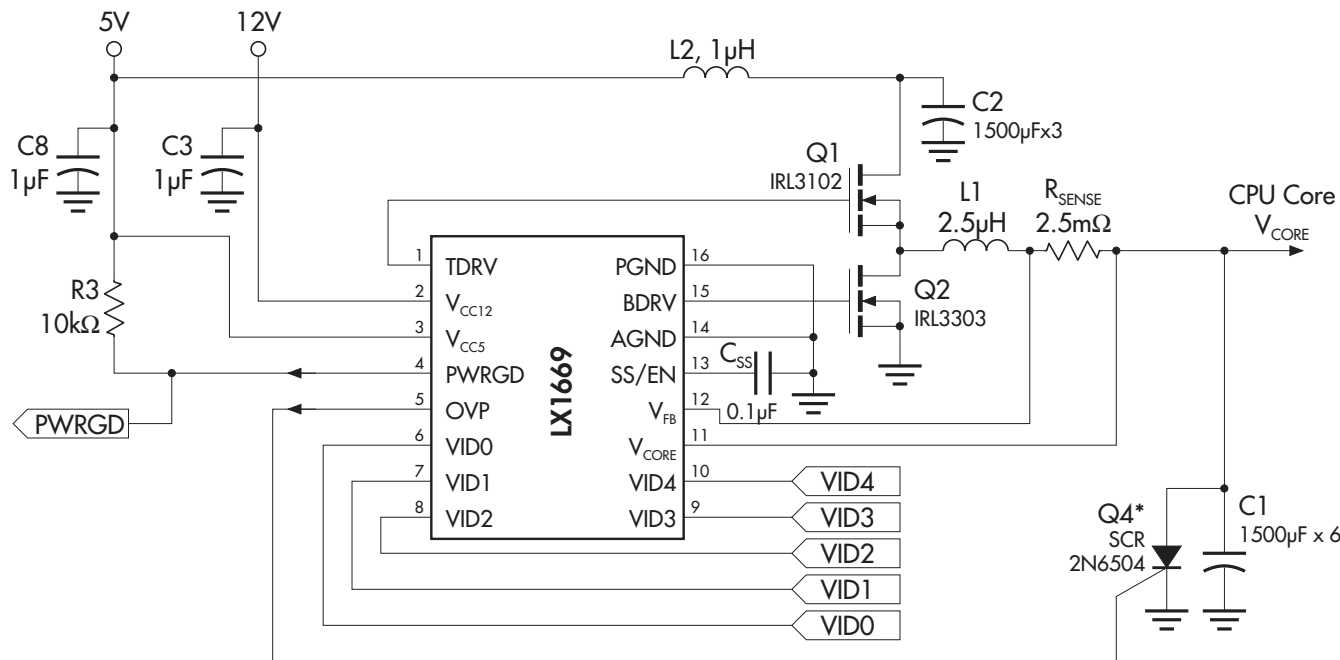 5V
12V
L2, 1µH
C2
1500µFx3
C8
1µF
C3
1µF
Q1
IRL3102
L1
2.5µH
R_SENSE
2.5mΩ
CPU Core
V_CORE
R3
10kΩ
1
TDRV
2
V_CC12
3
V_CC5
4
PWRGD
5
OVP
6
VID0
7
VID1
8
VID2
LX1669
PGND
16
BDRV
15
AGND
14
SS/EN
13
V_FB
12
V_CORE
11
VID4
10
VID3
9
Q2
IRL3303
C_SS
0.1µF
PWRGD
VID4
VID3
VID2
VID1
VID0
Q4*
SCR
2N6504
C1
1500µF x 6